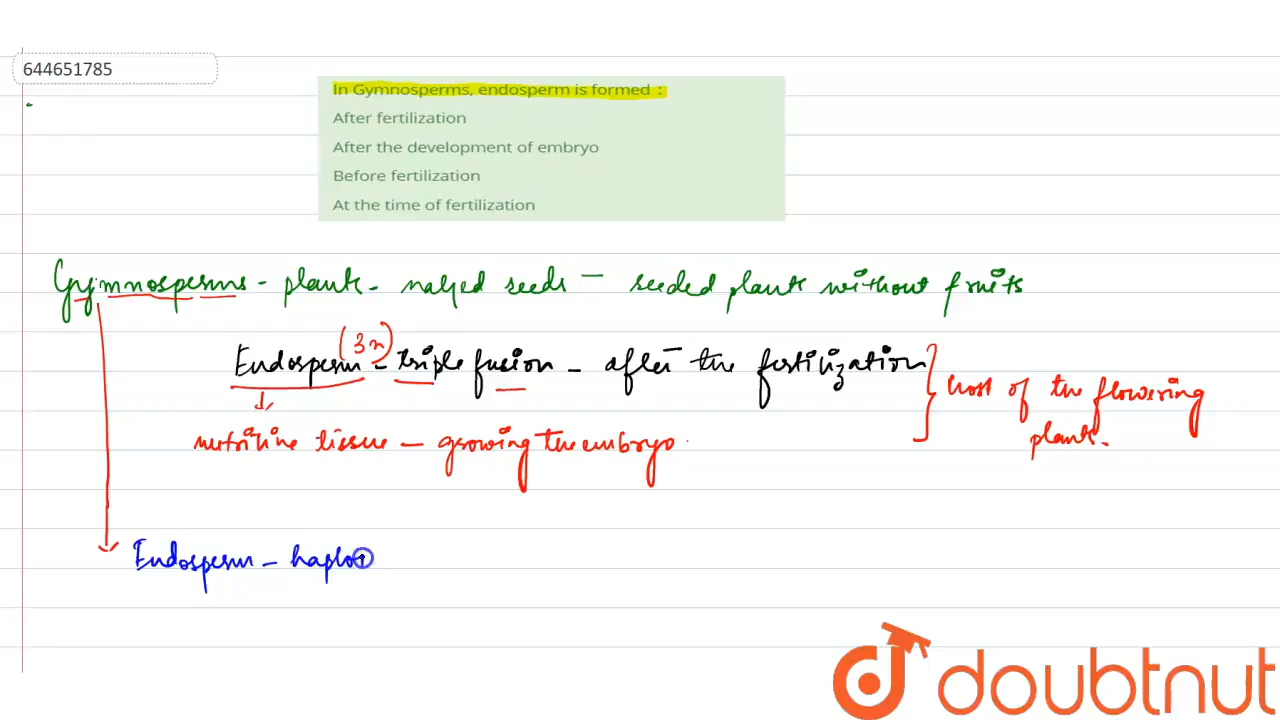 644651785
In Gymnosperms, endosperm is formed :
After fertilization
After the development of embryo
Before fertilization
At the time of fertilization
Gymnosperms - plants - naked seeds - seeded plants without fruits
(3n)
Endosperm - triple fusion - after the fertilization
most of the flowering
plants.
nutritive tissue - growing the embryo
Endosperm - haploi
doubtnut